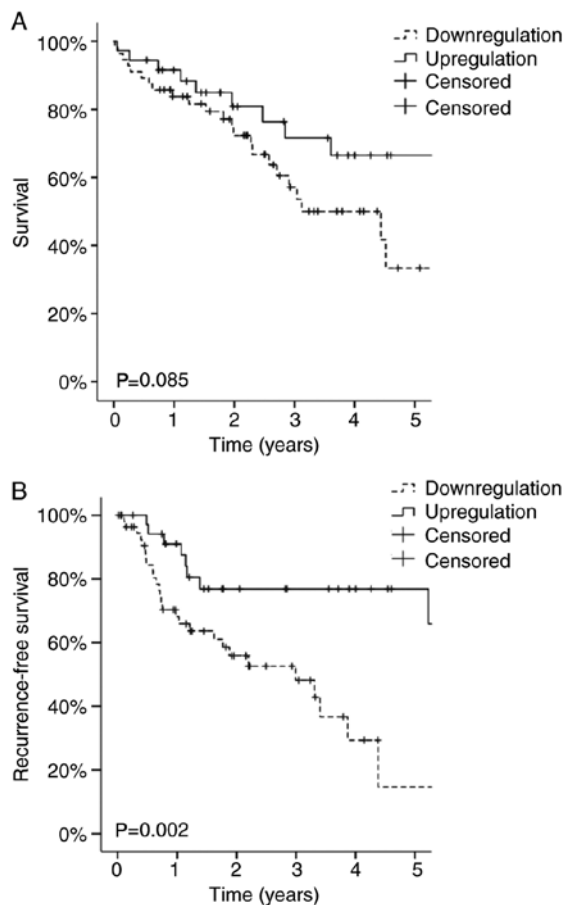 A
Downregulation
Upregulation
Censored
Censored
100%
80%
60%
40%
20%
0%
Survival
P=0.085
0 1 2 3 4 5
Time (years)
B
Downregulation
Upregulation
Censored
Censored
100%
80%
60%
40%
20%
0%
Recurrence-free survival
P=0.002
0 1 2 3 4 5
Time (years)